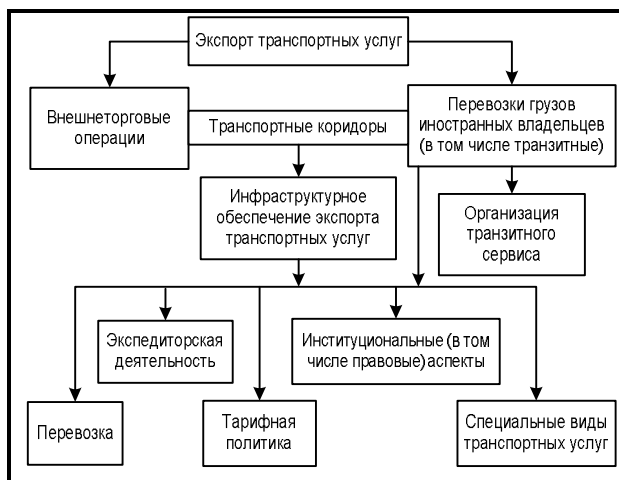 Экспорт транспортных услуг
Внешнеторговые
операции
Транспортные коридоры
Перевозки грузов
иностранных владельцев
(в том числе транзитные)
Инфраструктурное
обеспечение экспорта
транспортных услуг
Организация
транзитного
сервиса
Экспедиторская
деятельность
Институциональные (в том
числе правовые) аспекты
Перевозка
Тарифная
политика
Специальные виды
транспортных услуг